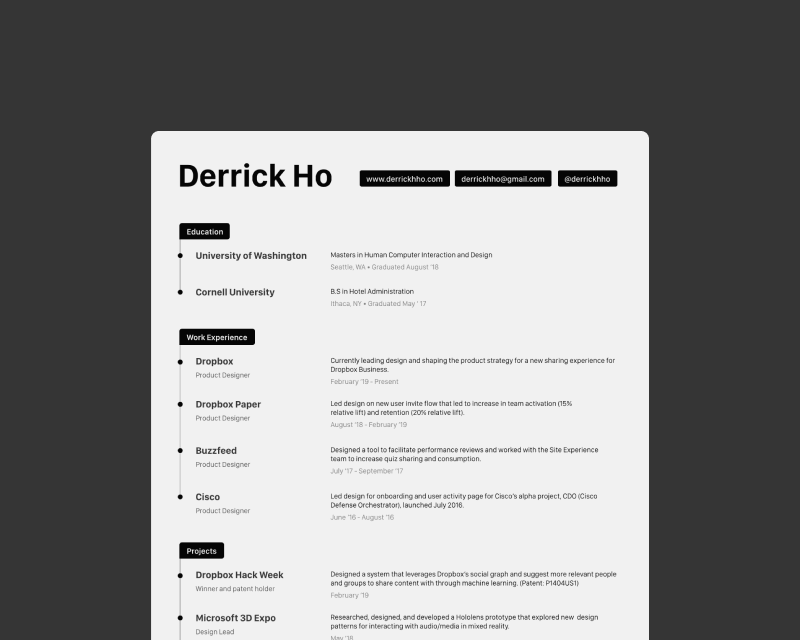 Derrick Ho
www.derrickhho.com derrickhho@gmail.com @derrickhho
Education
University of Washington
Masters in Human Computer Interaction and Design
Seattle, WA • Graduated August '18
Cornell University
B.S in Hotel Administration
Ithaca, NY • Graduated May ' 17
Work Experience
Dropbox
Product Designer
Currently leading design and shaping the product strategy for a new sharing experience for
Dropbox Business.
February '19 - Present
Dropbox Paper
Product Designer
Led design on new user invite flow that led to increase in team activation (15%
relative lift) and retention (20% relative lift).
August '18 - February '19
Buzzfeed
Product Designer
Designed a tool to facilitate performance reviews and worked with the Site Experience
team to increase quiz sharing and consumption.
July '17 - September '17
Cisco
Product Designer
Led design for onboarding and user activity page for Cisco's alpha project, CDO (Cisco
Defense Orchestrator), launched July 2016.
June '16 - August '16
Projects
Dropbox Hack Week
Winner and patent holder
Designed a system that leverages Dropbox's social graph and suggest more relevant people
and groups to share content with through machine learning. (Patent: P1404US1)
February '19
Microsoft 3D Expo
Design Lead
Researched, designed, and developed a Hololens prototype that explored new design
patterns for interacting with audio/media in mixed reality.
May '18